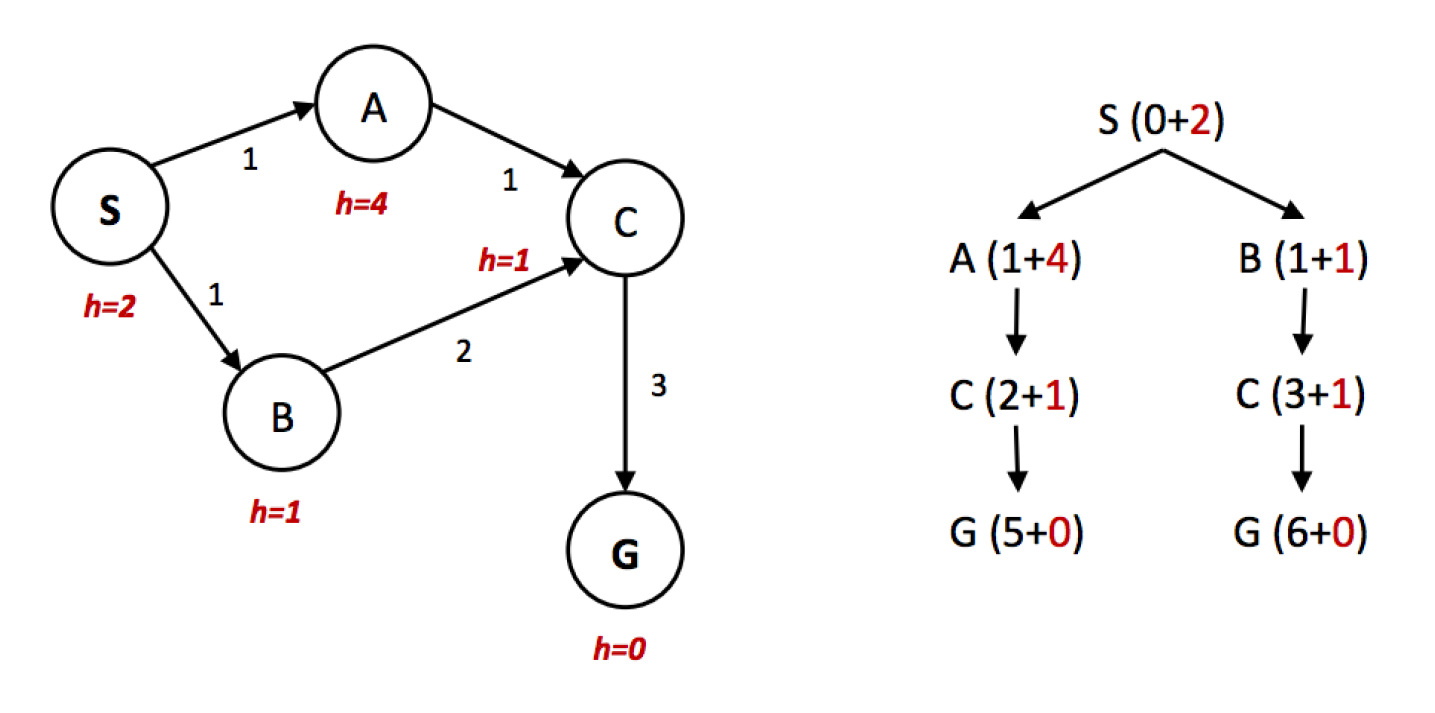 A
1
1
h=4
S
C
h=1
h=2
1
2
3
B
h=1
G
h=0
S (0+2)
A (1+4)
B (1+1)
C (2+1)
C (3+1)
G (5+0)
G (6+0)